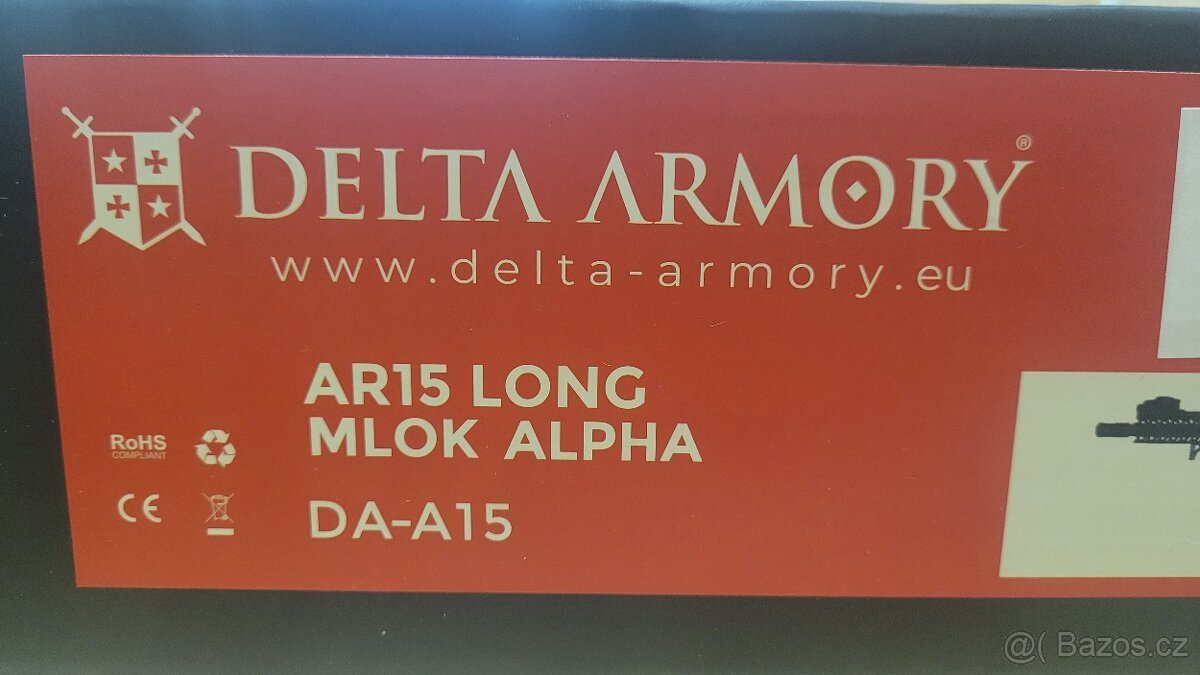 DELTA ARMORY®
www.delta-armory.eu
AR15 LONG
MLOK ALPHA
RoHS
COMPLIANT
CE
DA-A15
@( Bazos.cz